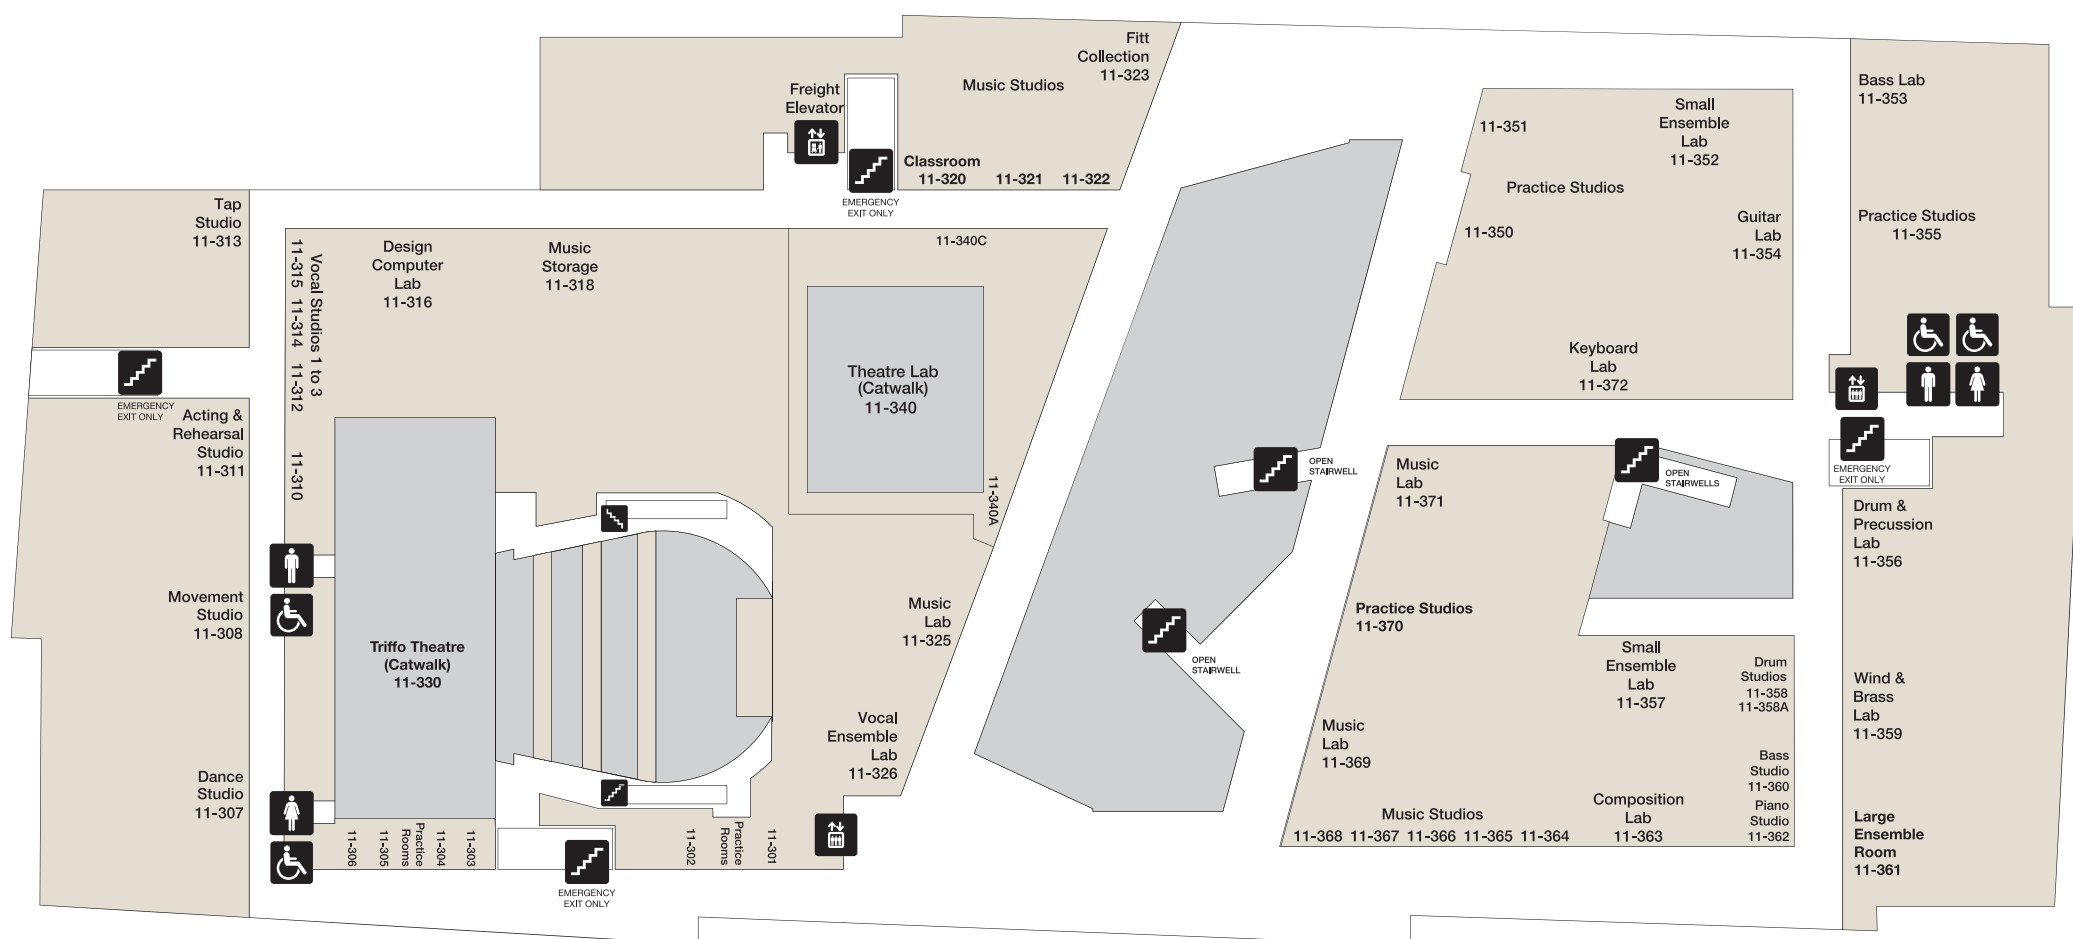 Fitt
Collection
11-323
Music Studios
Freight
Elevator
Classroom
11-320 11-321 11-322
EMERGENCY
EXIT ONLY
Tap
Studio
11-313
EMERGENCY
EXIT ONLY
Acting &
Rehearsal
Studio
11-311
Movement
Studio
11-308
Dance
Studio
11-307
Vocal Studios 1 to 3
11-315 11-314 11-312
11-310
Design
Computer
Lab
11-316
Music
Storage
11-318
11-340C
Theatre Lab
(Catwalk)
11-340
11-340A
Triffo Theatre
(Catwalk)
11-330
Music
Lab
11-325
Vocal
Ensemble
Lab
11-326
11-306
11-305
Practice
Rooms
11-304
11-303
EMERGENCY
EXIT ONLY
11-302
Practice
Rooms
11-301
OPEN
STAIRWELL
OPEN
STAIRWELL
11-351
Small
Ensemble
Lab
11-352
Practice Studios
11-350
Guitar
Lab
11-354
Keyboard
Lab
11-372
Music
Lab
11-371
OPEN
STAIRWELLS
Practice Studios
11-370
Small
Ensemble
Lab
11-357
Drum
Studios
11-358
11-358A
Music
Lab
11-369
Bass
Studio
11-360
Piano
Studio
11-362
Music Studios
11-368 11-367 11-366 11-365 11-364
Composition
Lab
11-363
Bass Lab
11-353
Practice Studios
11-355
EMERGENCY
EXIT ONLY
Drum &
Precussion
Lab
11-356
Wind &
Brass
Lab
11-359
Large
Ensemble
Room
11-361